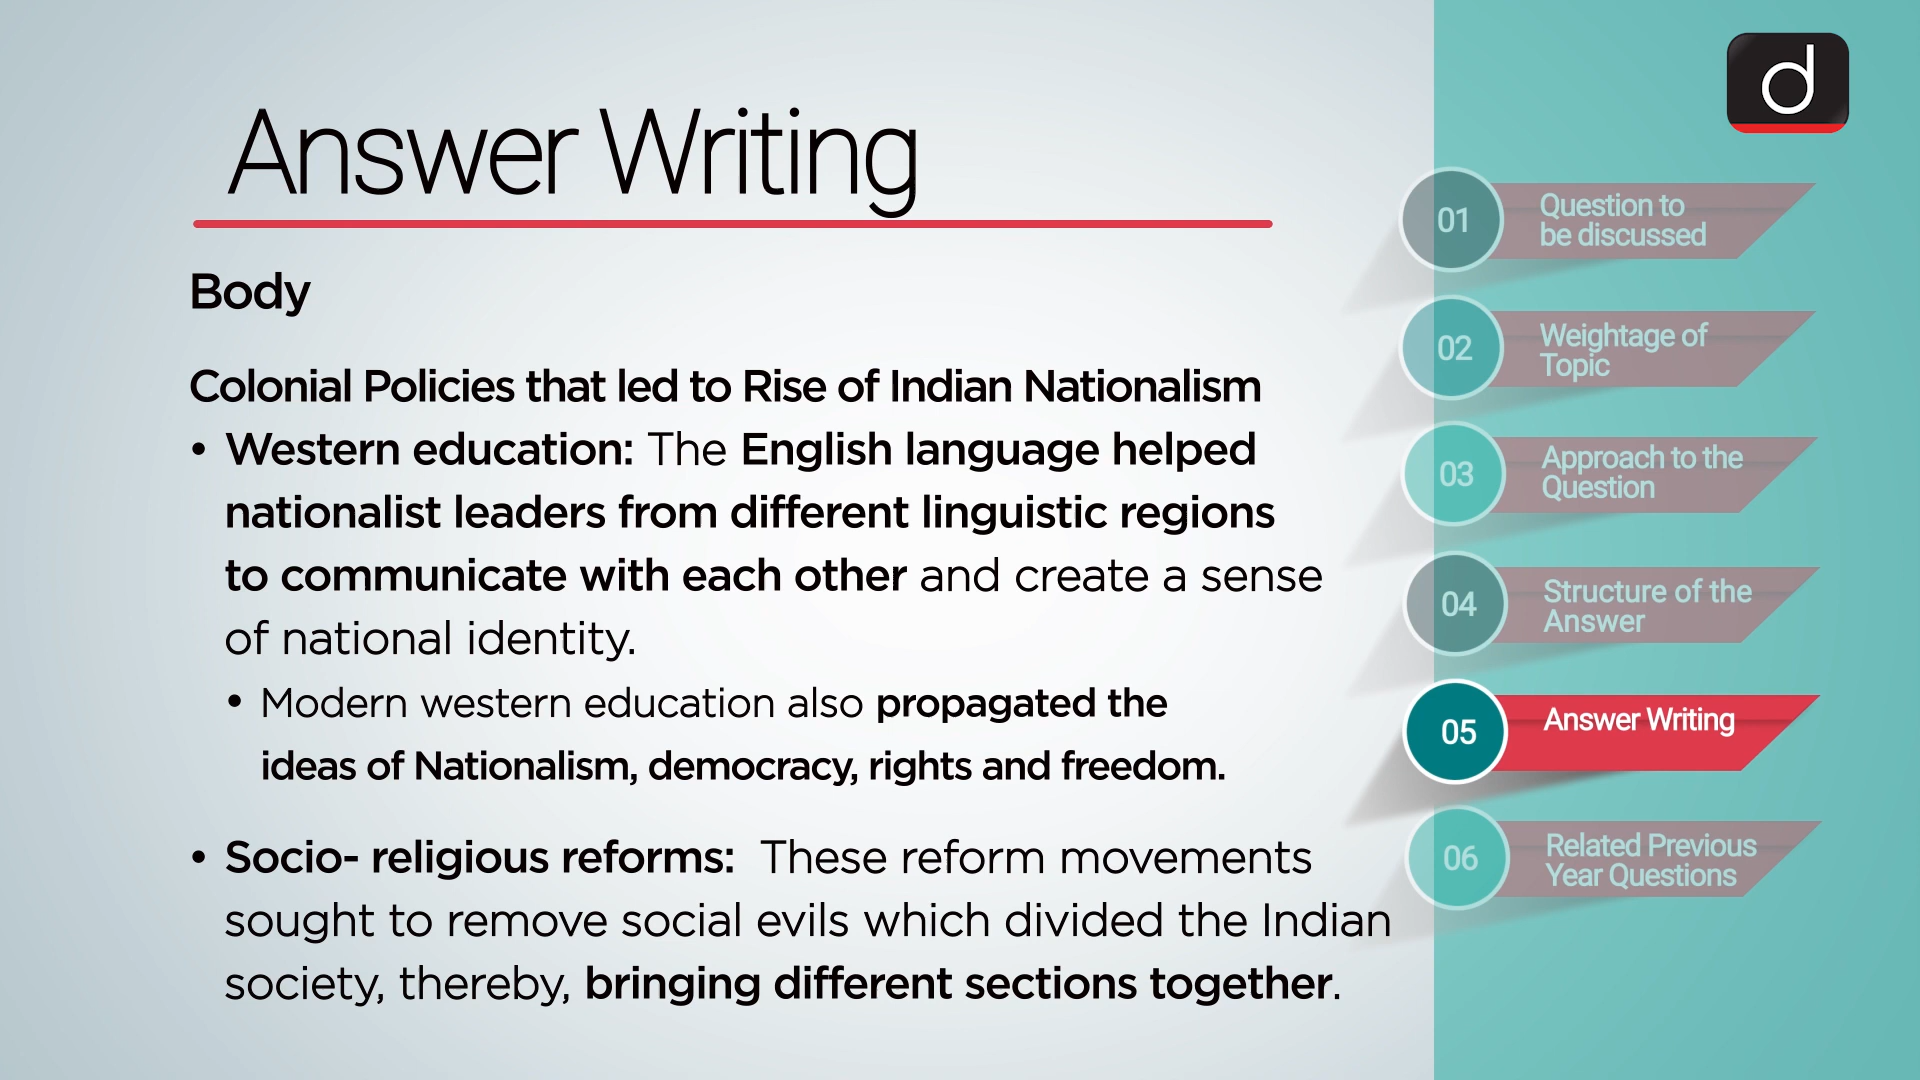 Answer Writing
Body
Colonial Policies that led to Rise of Indian Nationalism
• Western education: The English language helped
nationalist leaders from different linguistic regions
to communicate with each other and create a sense
of national identity.
• Modern western education also propagated the
ideas of Nationalism, democracy, rights and freedom.
• Socio- religious reforms: These reform movements
sought to remove social evils which divided the Indian
society, thereby, bringing different sections together.
d
01 Question to
be discussed
02 Weightage of
Topic
03 Approach to the
Question
04 Structure of the
Answer
05 Answer Writing
06 Related Previous
Year Questions